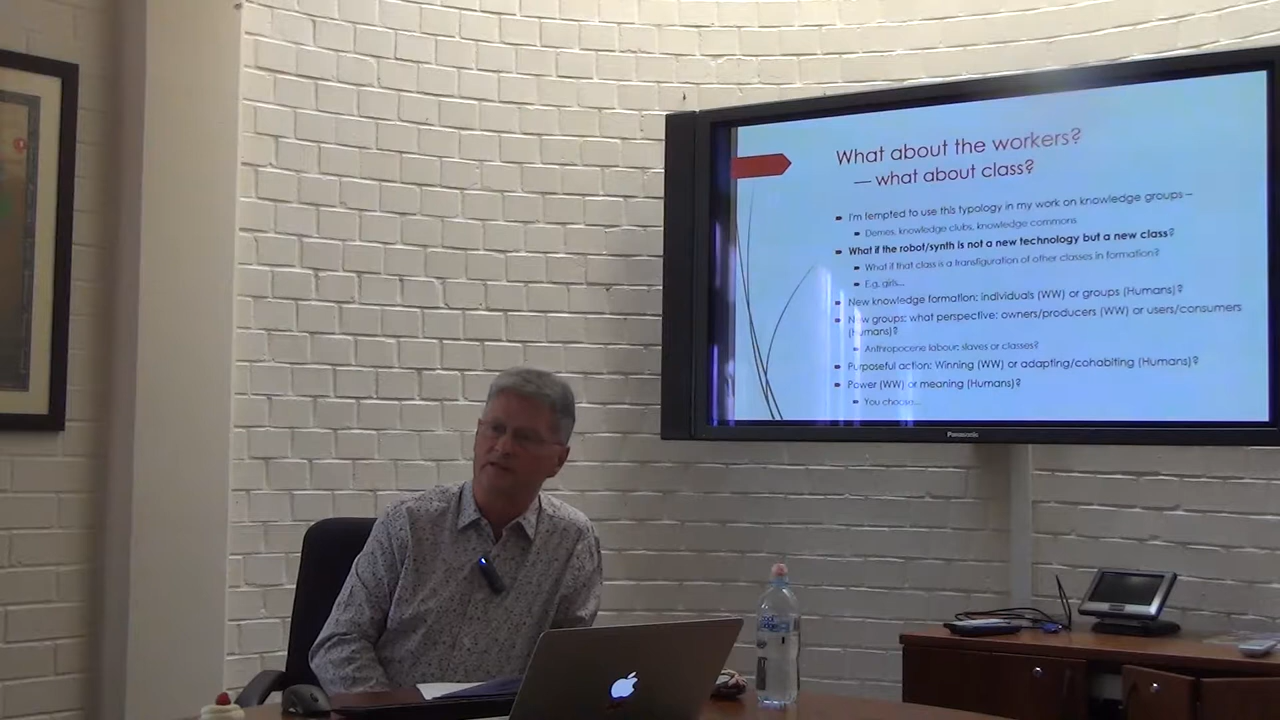 What about the workers?
— what about class?
I'm tempted to use this typology in my work on knowledge groups –
Demes, knowledge clubs, knowledge commons
What if the robot/synth is not a new technology but a new class?
What if that class is a transfiguration of other classes in formation?
E.g. girls...
New knowledge formation: individuals (WW) or groups (Humans)?
New groups: what perspective: owners/producers (WW) or users/consumers
(Humans)?
Anthropocene labour: slaves or classes?
Purposeful action: Winning (WW) or adapting/cohabiting (Humans)?
Power (WW) or meaning (Humans)?
You choose...
Panasonic